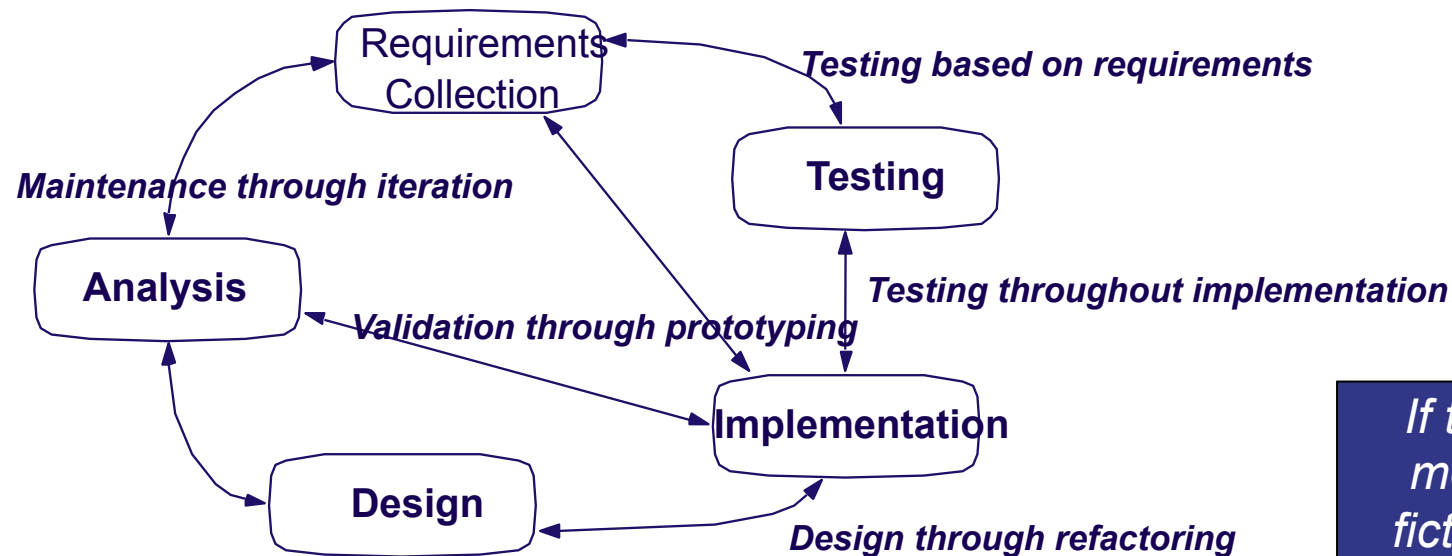 Requirements
Collection
Testing based on requirements
Testing
Maintenance through iteration
Analysis
Testing throughout implementation
Validation through prototyping
Implementation
If
Design
Design through refactoring